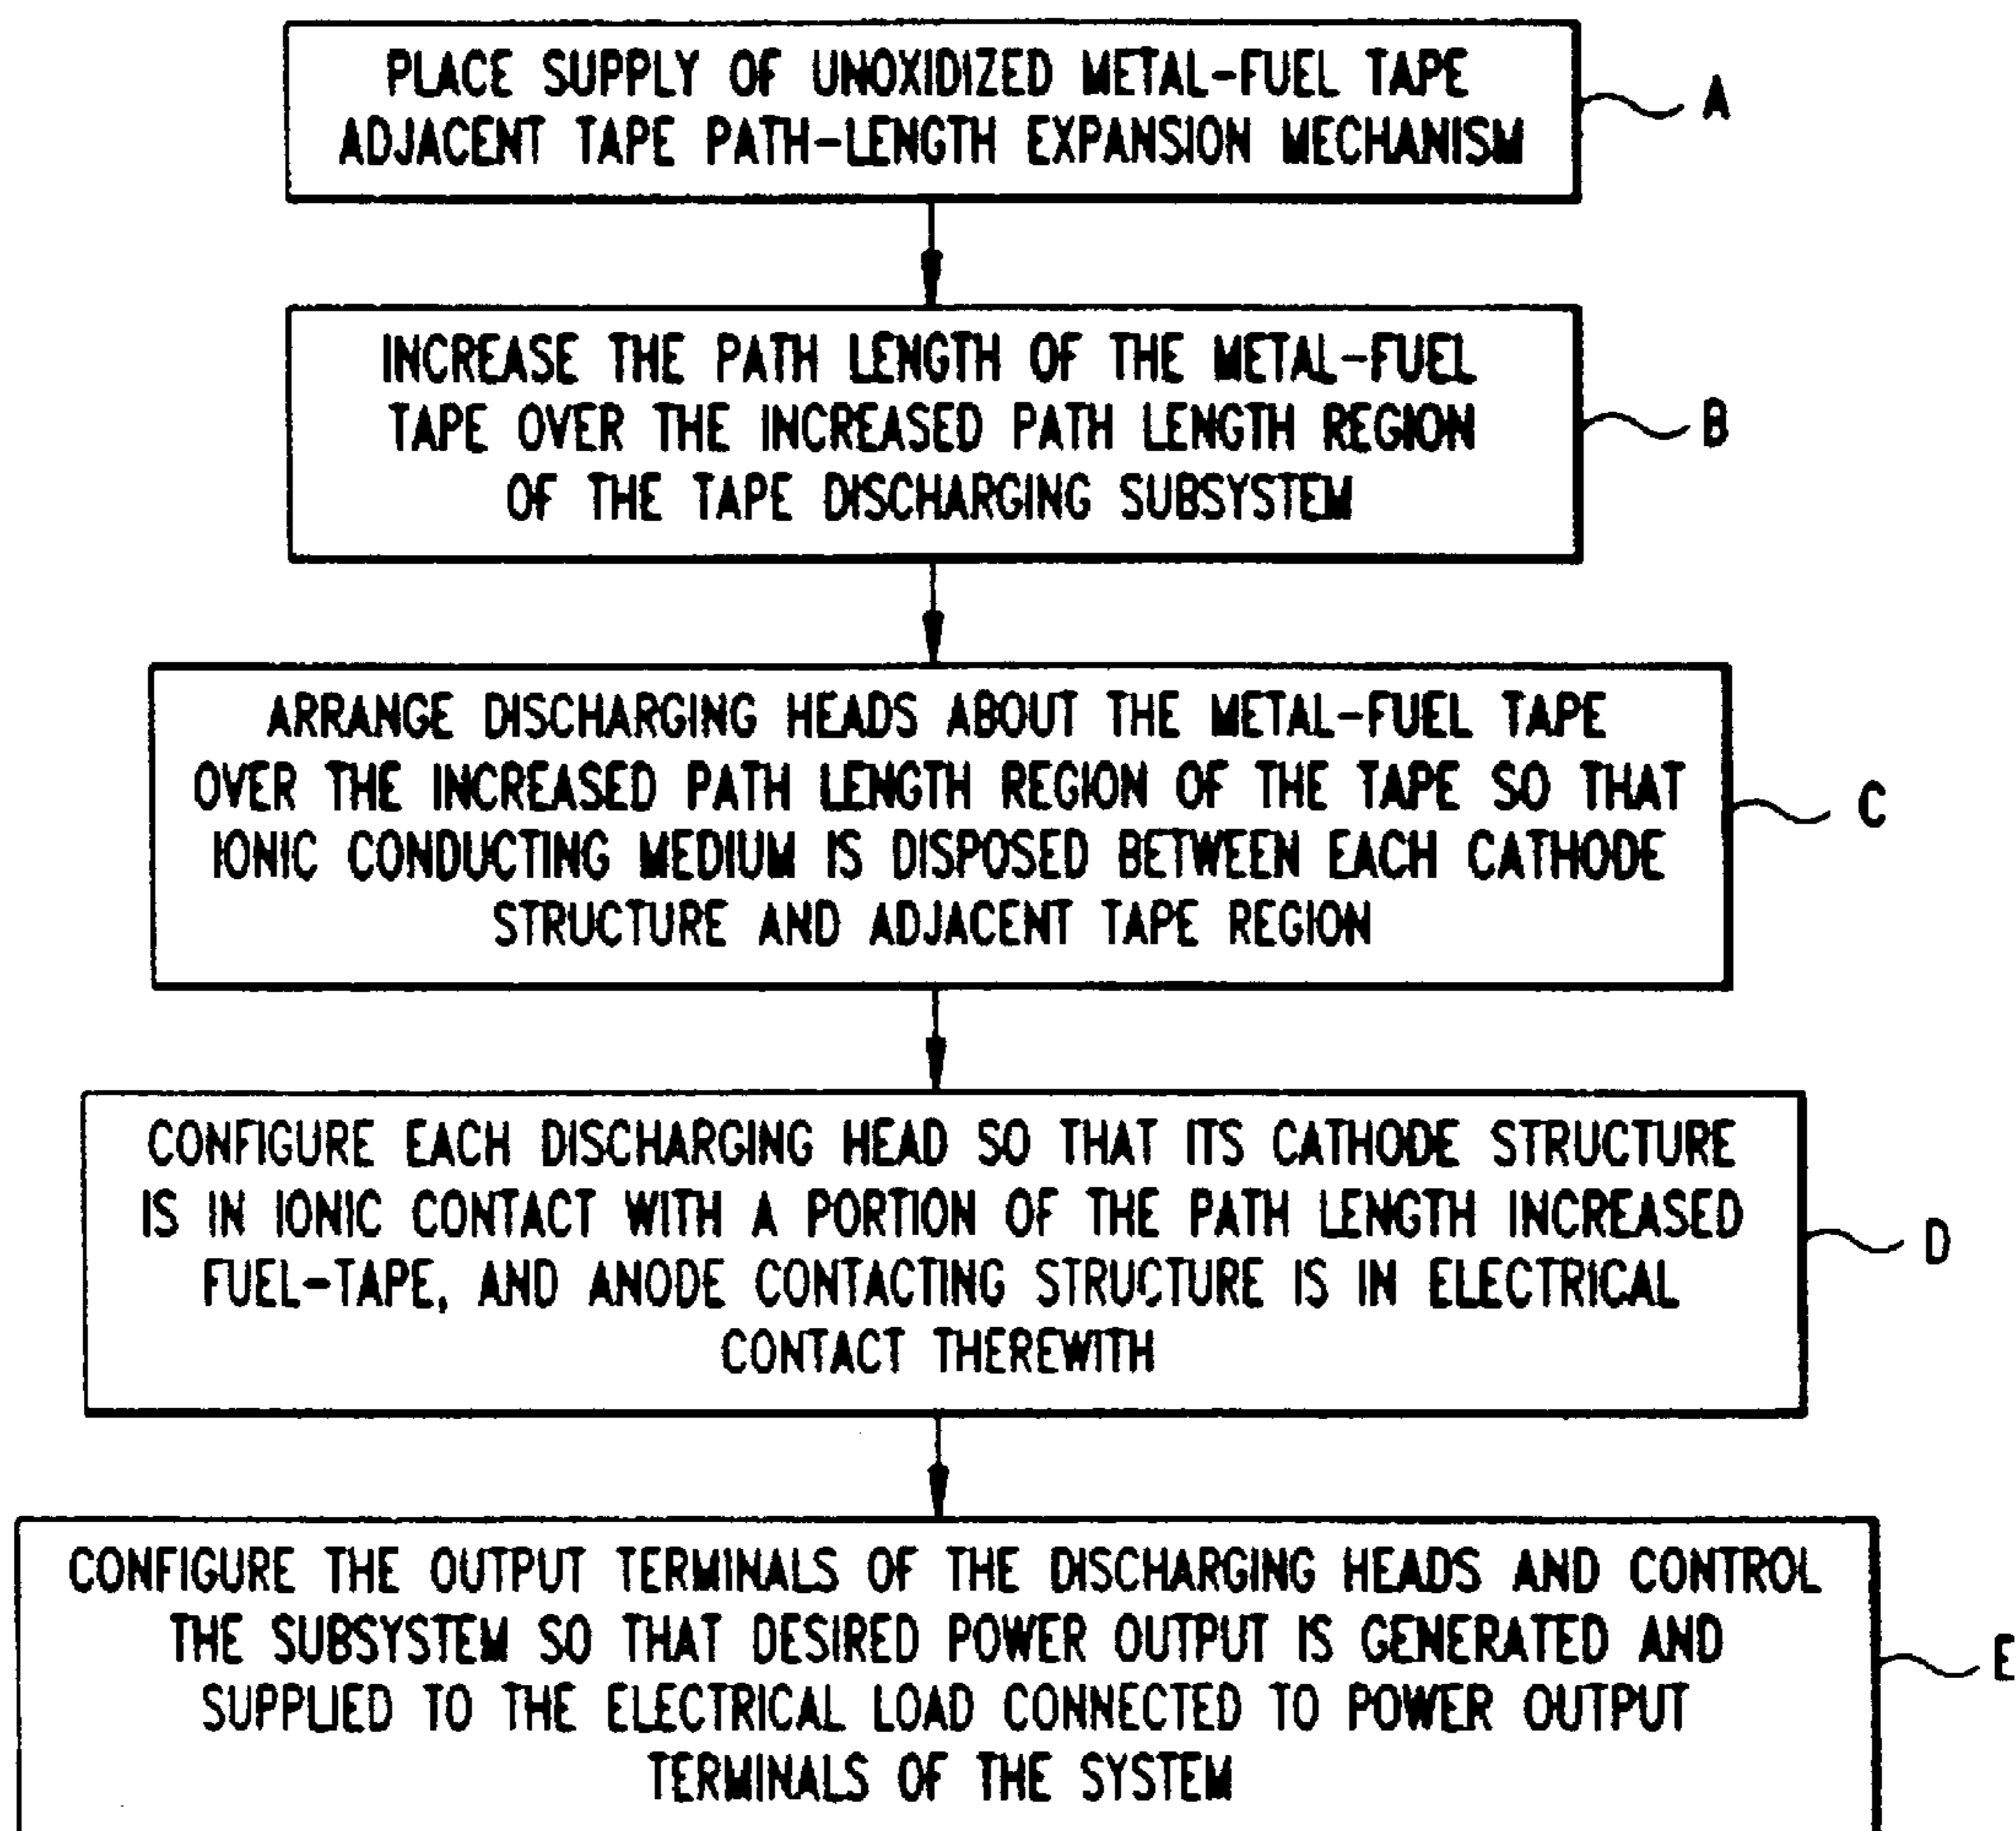 PLACE SUPPLY OF UNOXIDIZED METAL-FUEL TAPE
ADJACENT TAPE PATH-LENGTH EXPANSION MECHANISM
A
INCREASE THE PATH LENGTH OF THE METAL-FUEL
TAPE OVER THE INCREASED PATH LENGTH REGION
OF THE TAPE DISCHARGING SUBSYSTEM
B
ARRANGE DISCHARGING HEADS ABOUT THE METAL-FUEL TAPE
OVER THE INCREASED PATH LENGTH REGION OF THE TAPE SO THAT
IONIC CONDUCTING MEDIUM IS DISPOSED BETWEEN EACH CATHODE
STRUCTURE AND ADJACENT TAPE REGION
C
CONFIGURE EACH DISCHARGING HEAD SO THAT ITS CATHODE STRUCTURE
IS IN IONIC CONTACT WITH A PORTION OF THE PATH LENGTH INCREASED
FUEL-TAPE, AND ANODE CONTACTING STRUCTURE IS IN ELECTRICAL
CONTACT THEREWITH
D
CONFIGURE THE OUTPUT TERMINALS OF THE DISCHARGING HEADS AND CONTROL
THE SUBSYSTEM SO THAT DESIRED POWER OUTPUT IS GENERATED AND
SUPPLIED TO THE ELECTRICAL LOAD CONNECTED TO POWER OUTPUT
TERMINALS OF THE SYSTEM
E